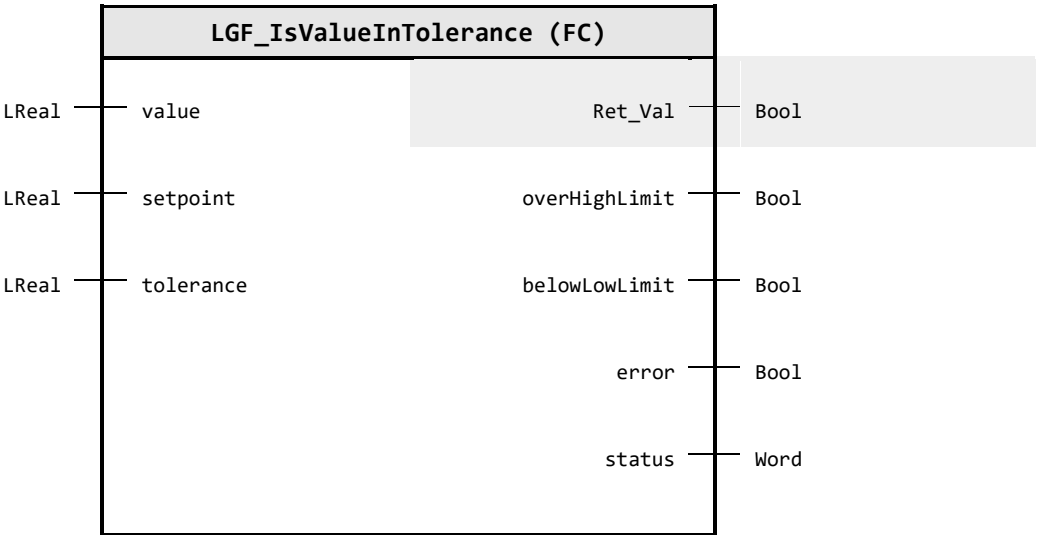 LGF_IsValueInTolerance (FC)
LReal value Ret_Val Bool
LReal setpoint overHighLimit Bool
LReal tolerance belowLowLimit Bool
error Bool
status Word